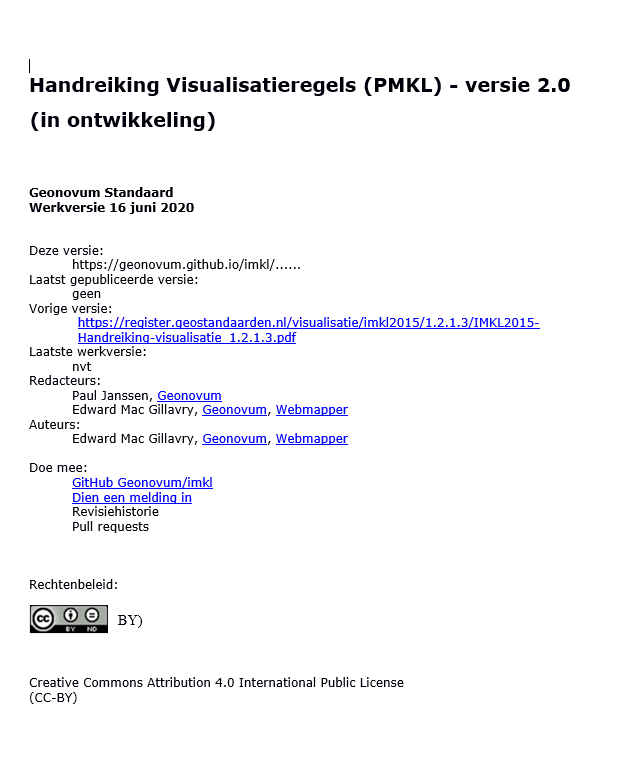 Handreiking Visualisatieregels (PMKL) - versie 2.0
(in ontwikkeling)
Geonovum Standaard
Werkversie 16 juni 2020
Deze versie:
https://geonovum.github.io/imkl/......
Laatst gepubliceerde versie:
geen
Vorige versie:
https://register.geostandaarden.nl/visualisatie/imkl2015/1.2.1.3/IMKL2015-
Handreiking-visualisatie_1.2.1.3.pdf
Laatste werkversie:
nvt
Redacteurs:
Paul Janssen, Geonovum
Edward Mac Gillavry, Geonovum, Webmapper
Auteurs:
Edward Mac Gillavry, Geonovum, Webmapper
Doe mee:
GitHub Geonovum/imkl
Dien een melding in
Revisiehistorie
Pull requests
Rechtenbeleid:
cc BY ND BY)
Creative Commons Attribution 4.0 International Public License
(CC-BY)